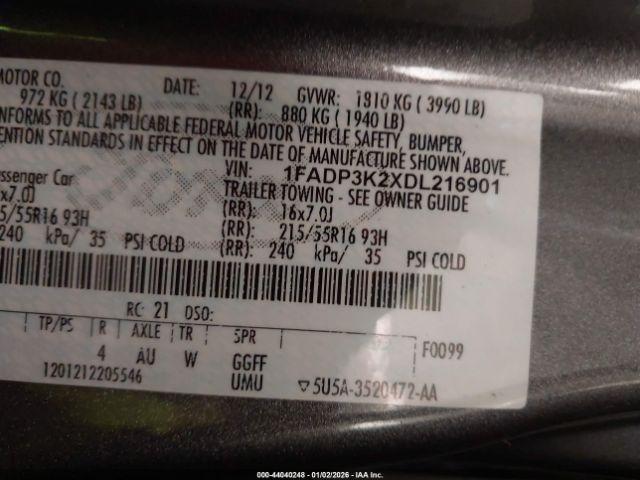 MOTOR CO. DATE: 12/12 GVWR: 1810 KG ( 3990 LB)
972 KG ( 2143 LB) (RR): 880 KG ( 1940 LB)
NFORMS TO ALL APPLICABLE FEDERAL MOTOR VEHICLE SAFETY, BUMPER,
ENTION STANDARDS IN EFFECT ON THE DATE OF MANUFACTURE SHOWN ABOVE.
VIN: 1FADP3K2XDL216901
ssenger Car TRAILER TOWING - SEE OWNER GUIDE
x7.0J (RR): 16x7.0J
5/55R16 93H (RR): 215/55R16 93H
240 kPa/ 35 PSI COLD (RR): 240 kPa/ 35 PSI COLD
RC: 21 DSO:
TP/PS R AXLE TR SPR F0099
4 AU W GGFF
1201212205546 UMU ▽5U5A-3520472-AA
000-44040248 - 01/02/2026 - IAA Inc.